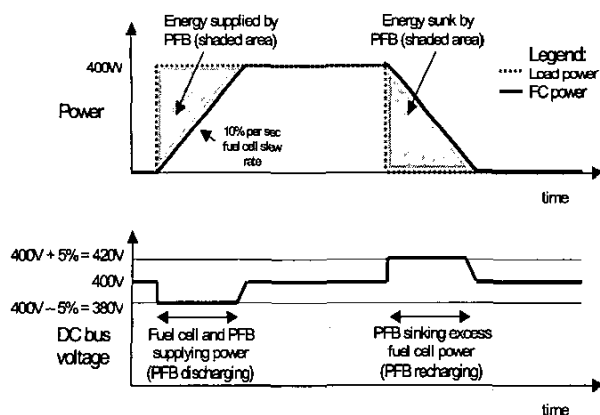 Energy supplied by
PFB (shaded area)
Energy sunk by
PFB (shaded area)
Legend:
Load power
FC power
400W
Power
10% per sec
fuel cell slew
rate
time
400V + 5% = 420V
400V
400V – 5% = 380V
DC bus
voltage
Fuel cell and PFB
supplying power
(PFB discharging)
PFB sinking excess
fuel cell power
(PFB recharging)
time